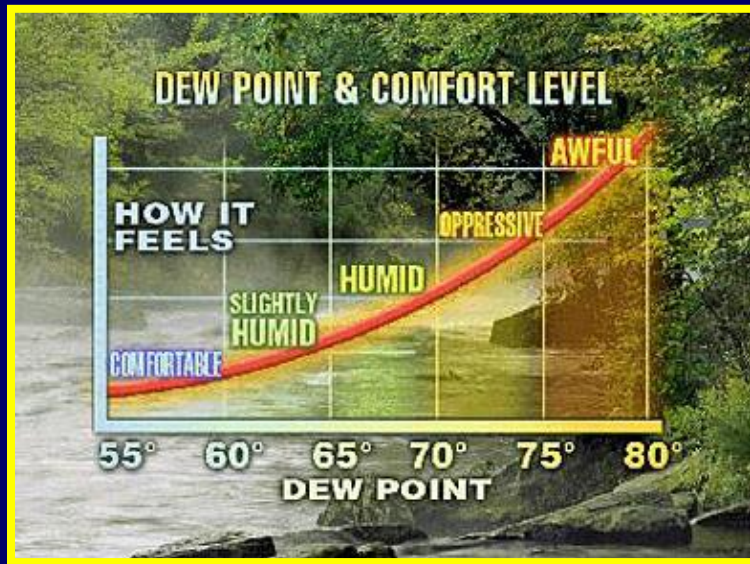 DEW POINT & COMFORT LEVEL
HOW IT
FEELS
AWFUL
OPPRESSIVE
HUMID
SLIGHTLY
HUMID
COMFORTABLE
55° 60° 65° 70° 75° 80°
DEW POINT